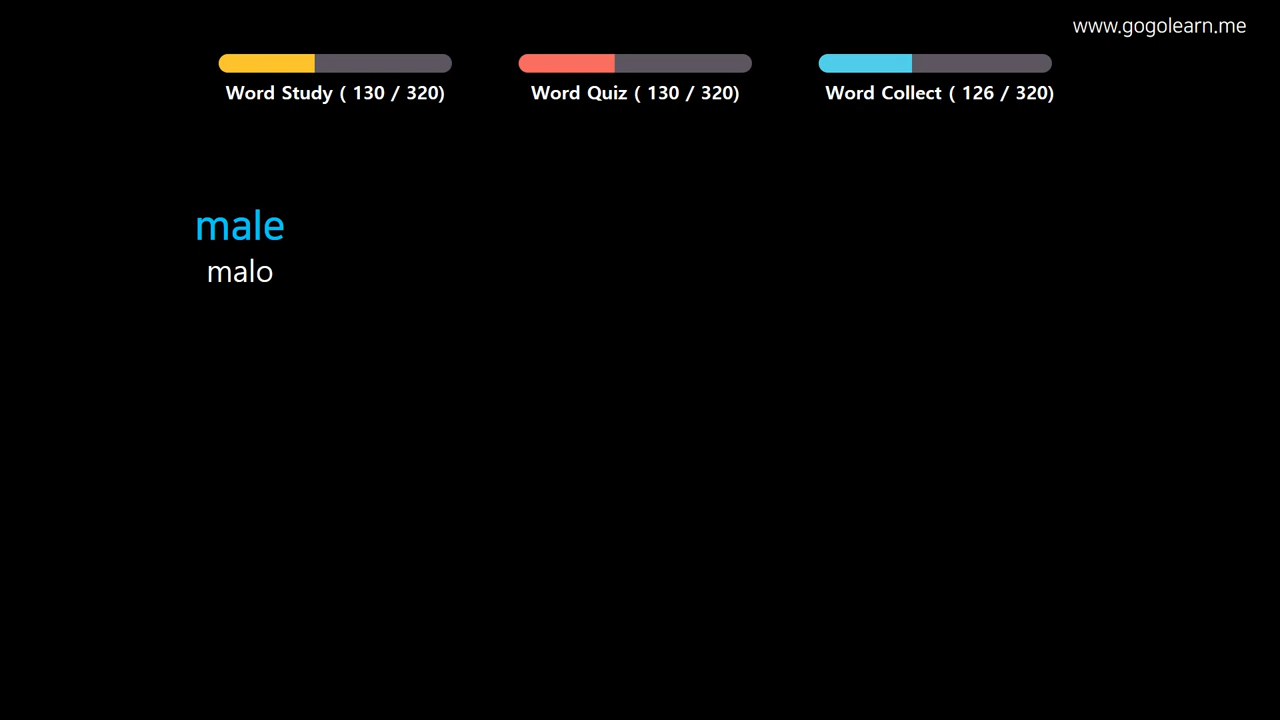 www.gogolearn.me
Word Study ( 130 / 320)
Word Quiz ( 130 / 320)
Word Collect ( 126 / 320)
male
malo